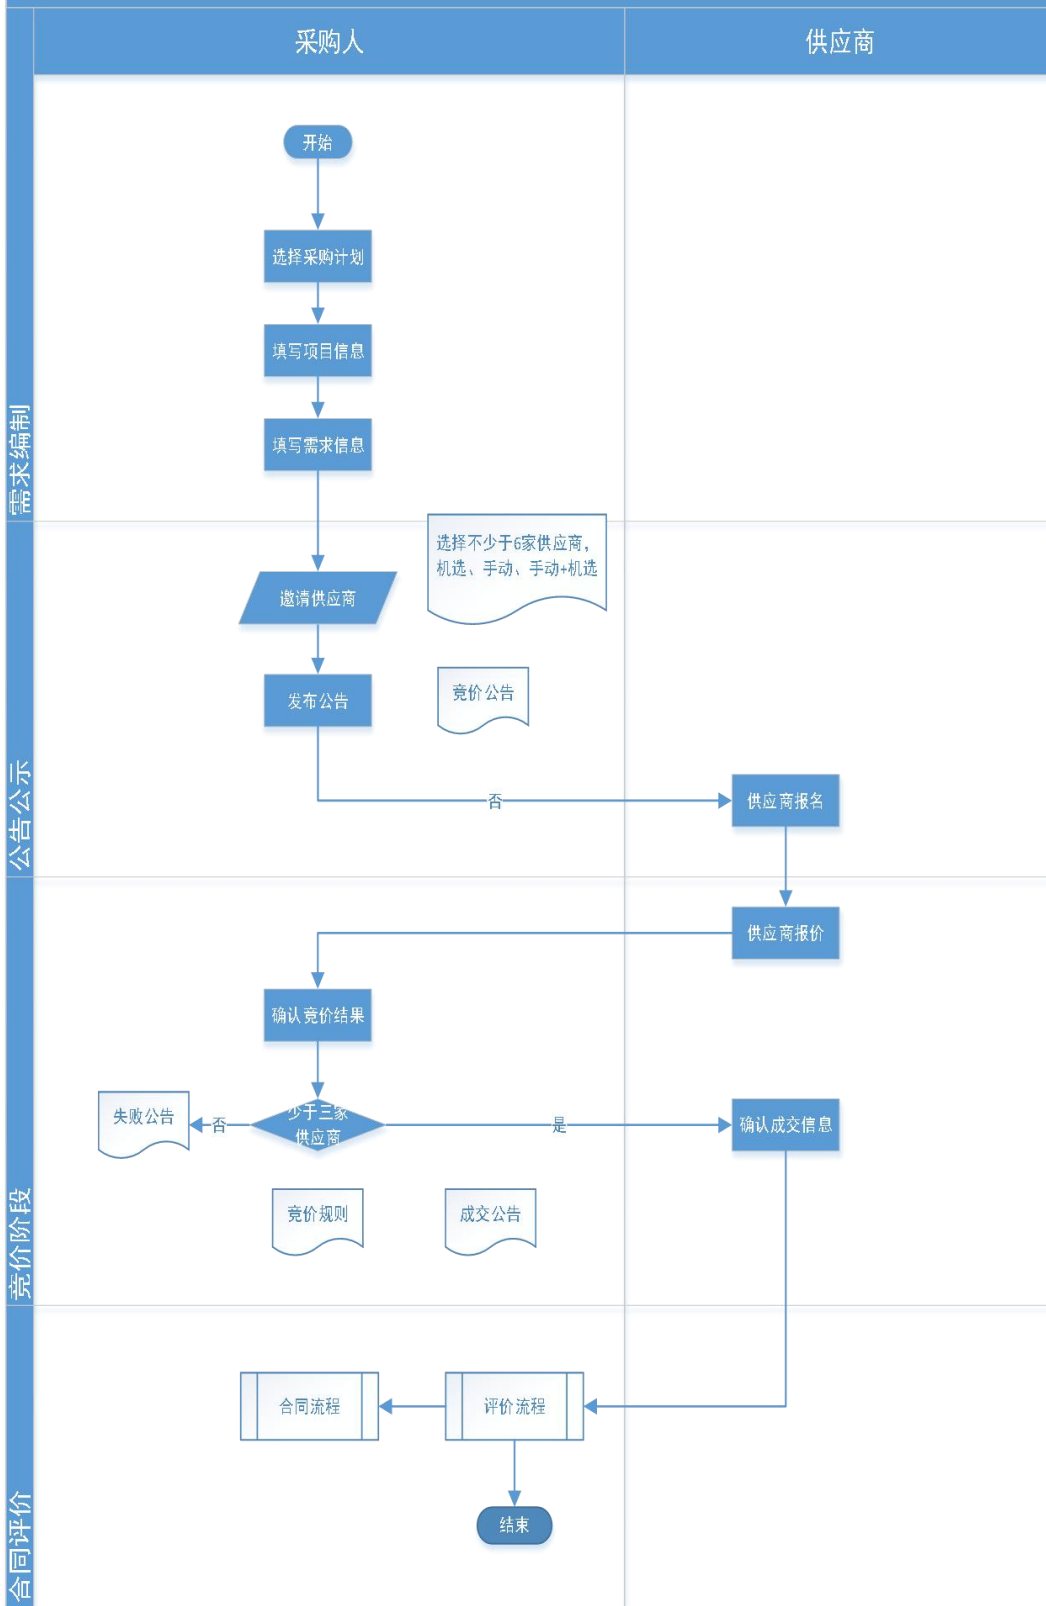 采购人
供应商
需求编制
开始
选择采购计划
填写项目信息
填写需求信息
公告公示
选择不少于6家供应商，
机选、手动、手动+机选
邀请供应商
竞价公告
发布公告
否
供应商报名
竞价阶段
供应商报价
确认竞价结果
失败公告
否
少于三家
供应商
是
确认成交信息
竞价规则
成交公告
合同评价
合同流程
评价流程
结束